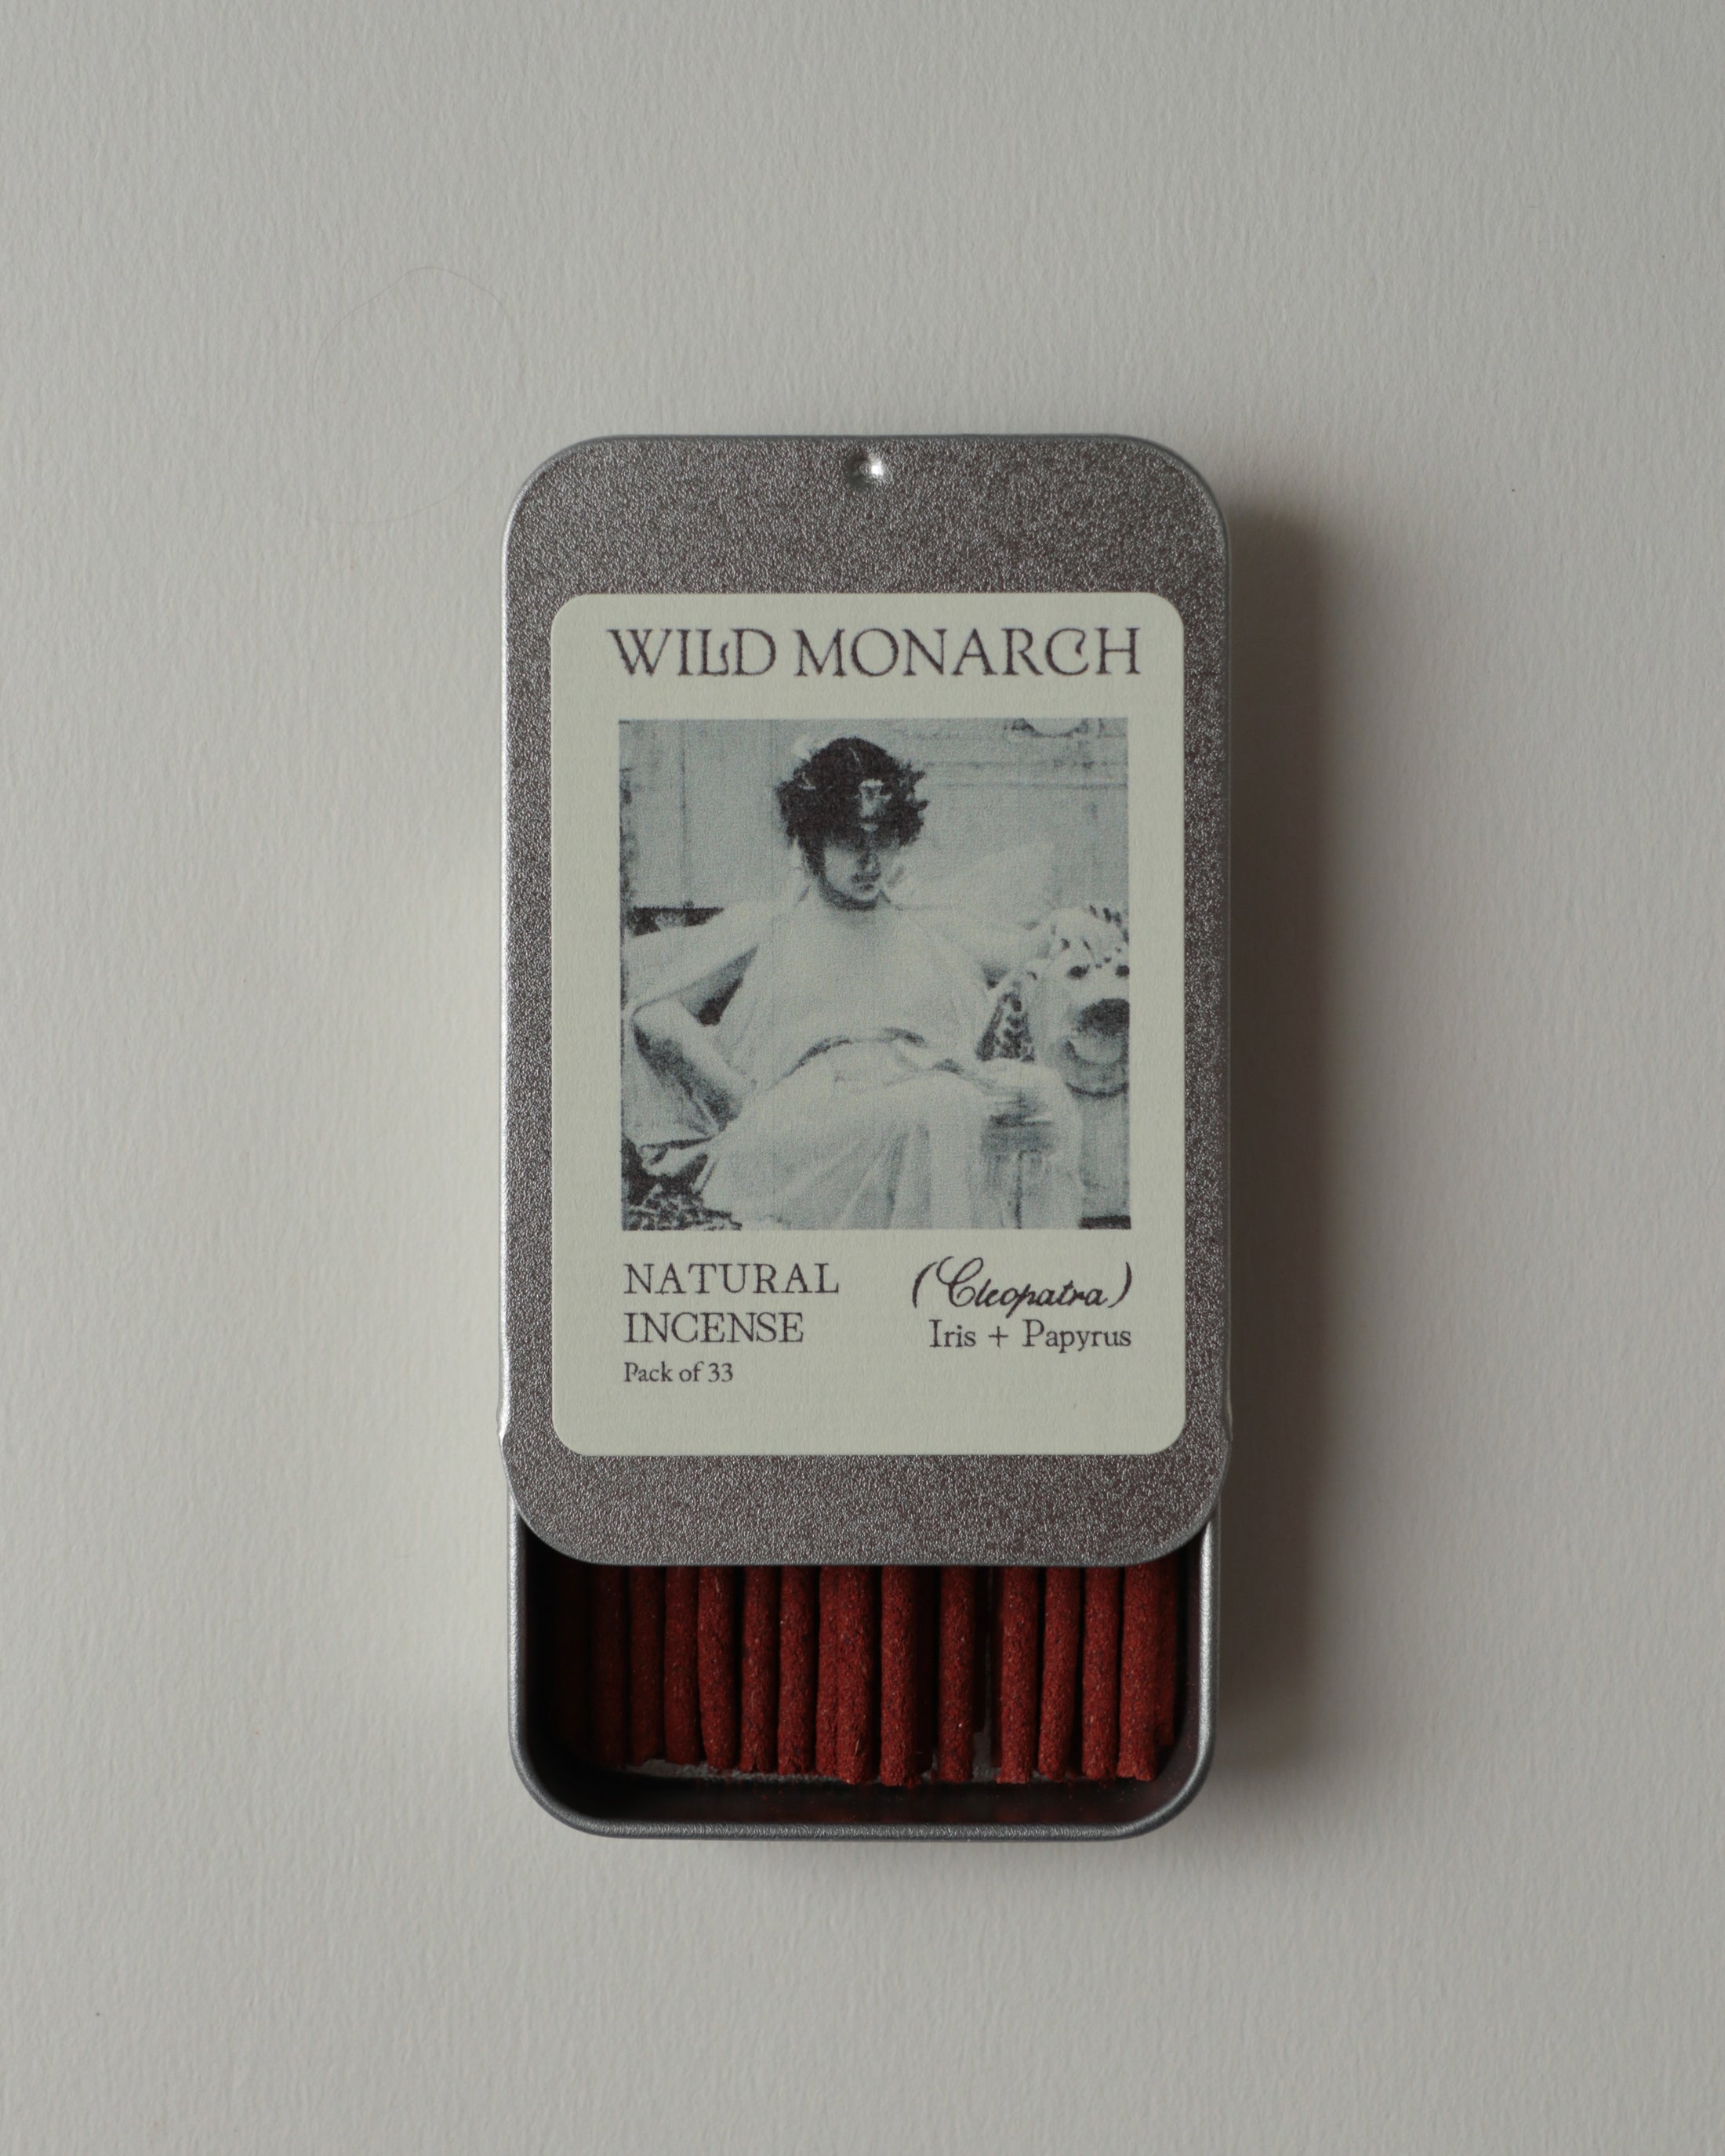 WILD MONARCH
NATURAL
INCENSE
Pack of 33
(Cleopatra)
Iris + Papyrus